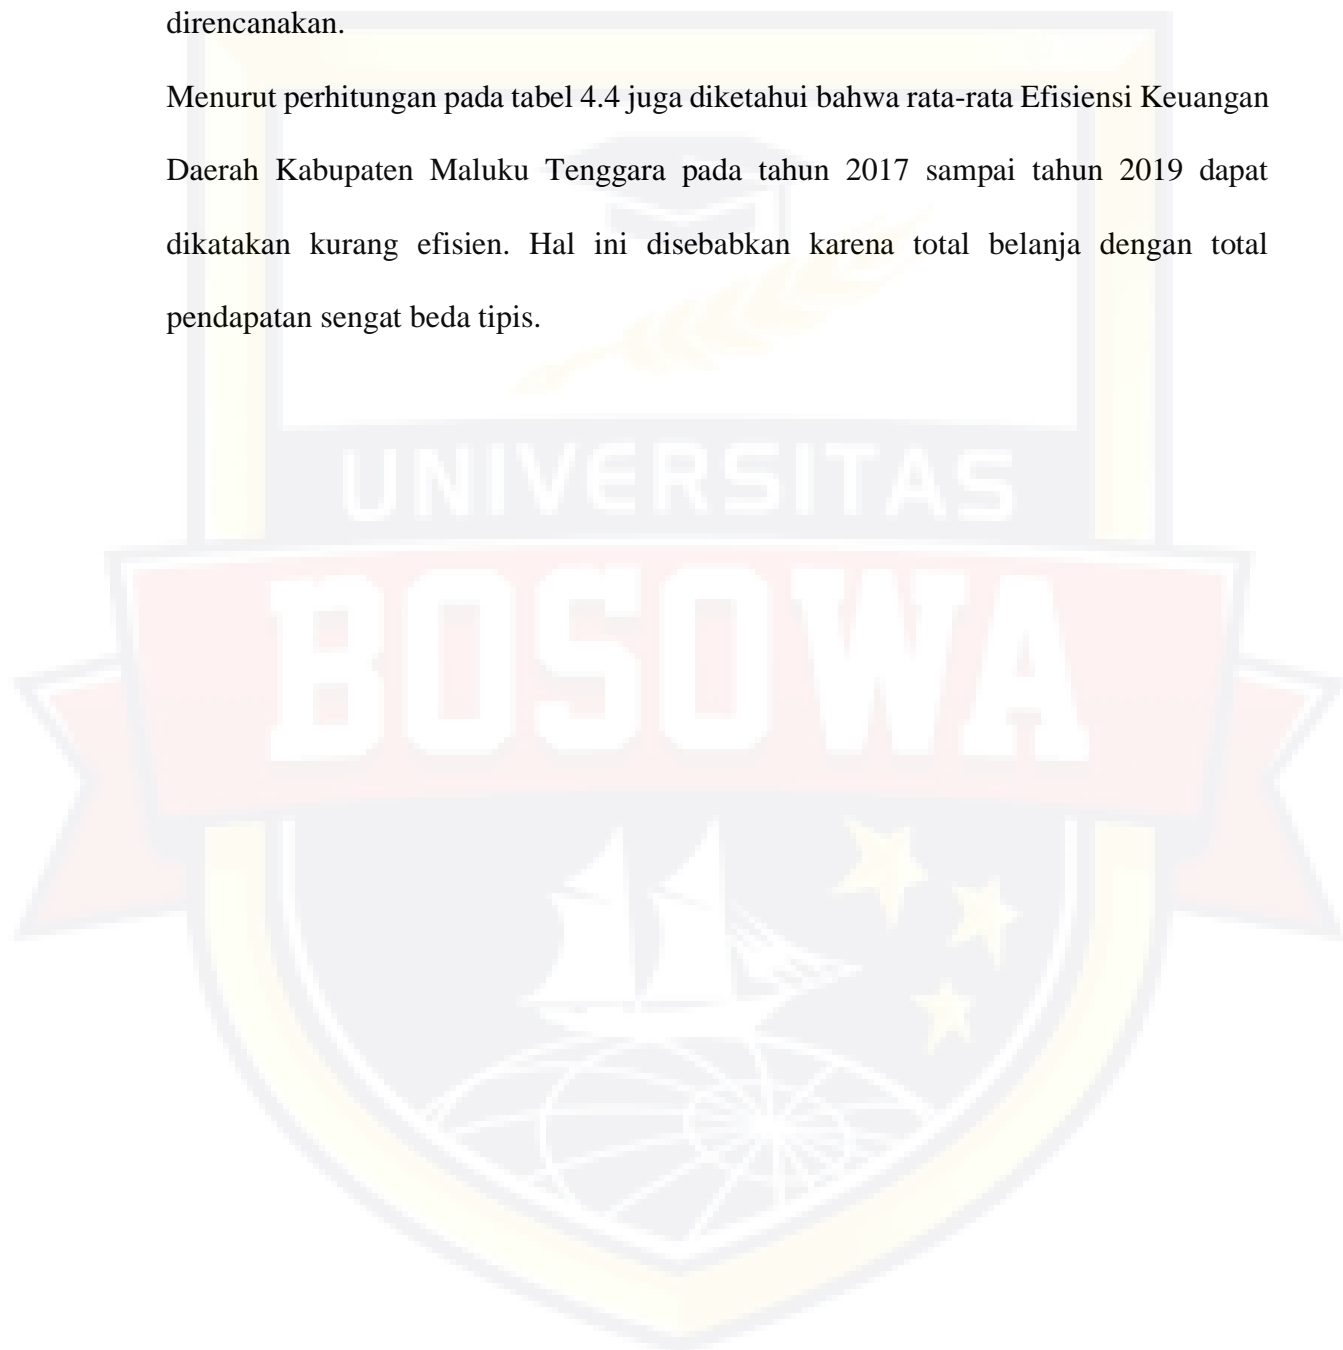 direncanakan.
Menurut perhitungan pada tabel 4.4 juga diketahui bahwa rata-rata Efisiensi Keuangan
Daerah Kabupaten Maluku Tenggara pada tahun 2017 sampai tahun 2019 dapat
dikatakan kurang efisien. Hal ini disebabkan karena total belanja dengan total
pendapatan sengat beda tipis.
UNIVERSITAS
BOSOWA